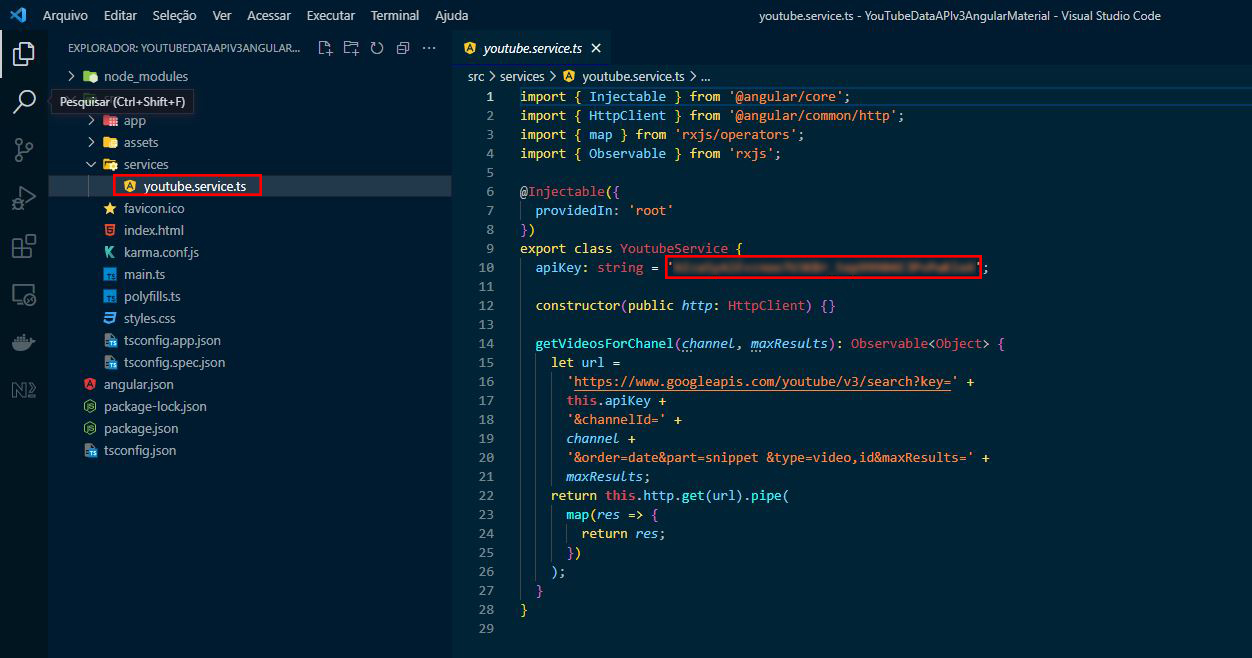 Arquivo Editar Seleção Ver Acessar Executar Terminal Ajuda youtube.service.ts - YouTubeDataAPIv3AngularMaterial - Visual Studio Code
EXPLORADOR: YOUTUBEDATAAPIV3ANGULAR...
node_modules
Pesquisar (Ctrl+Shift+F)
app
assets
services
youtube.service.ts
favicon.ico
index.html
karma.conf.js
main.ts
polyfills.ts
styles.css
tsconfig.app.json
tsconfig.spec.json
angular.json
package-lock.json
package.json
tsconfig.json
youtube.service.ts
src > services > youtube.service.ts > ...
1 import { Injectable } from '@angular/core';
2 import { HttpClient } from '@angular/common/http';
3 import { map } from 'rxjs/operators';
4 import { Observable } from 'rxjs';
5
6 @Injectable({
7 providedIn: 'root'
8 })
9 export class YoutubeService {
10 apiKey: string = '';
11
12 constructor(public http: HttpClient) {}
13
14 getVideosForChanel(channel, maxResults): Observable<Object> {
15 let url =
16 'https://www.googleapis.com/youtube/v3/search?key=' +
17 this.apiKey +
18 '&channelId=' +
19 channel +
20 '&order=date&part=snippet &type=video,id&maxResults=' +
21 maxResults;
22 return this.http.get(url).pipe(
23 map(res => {
24 return res;
25 })
26 );
27 }
28 }
29